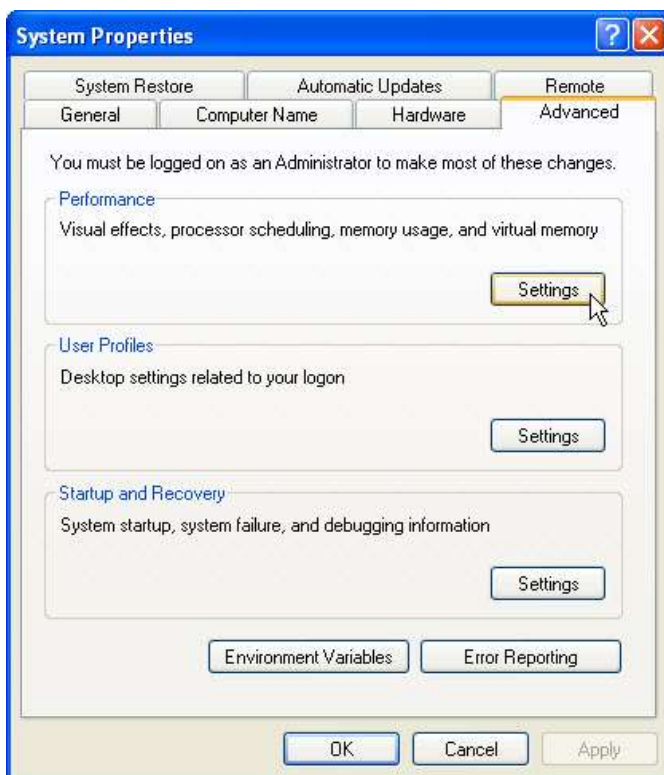 System Properties
System Restore Automatic Updates Remote
General Computer Name Hardware Advanced
You must be logged on as an Administrator to make most of these changes.
Performance
Visual effects, processor scheduling, memory usage, and virtual memory
Settings
User Profiles
Desktop settings related to your logon
Settings
Startup and Recovery
System startup, system failure, and debugging information
Settings
Environment Variables Error Reporting
OK Cancel Apply